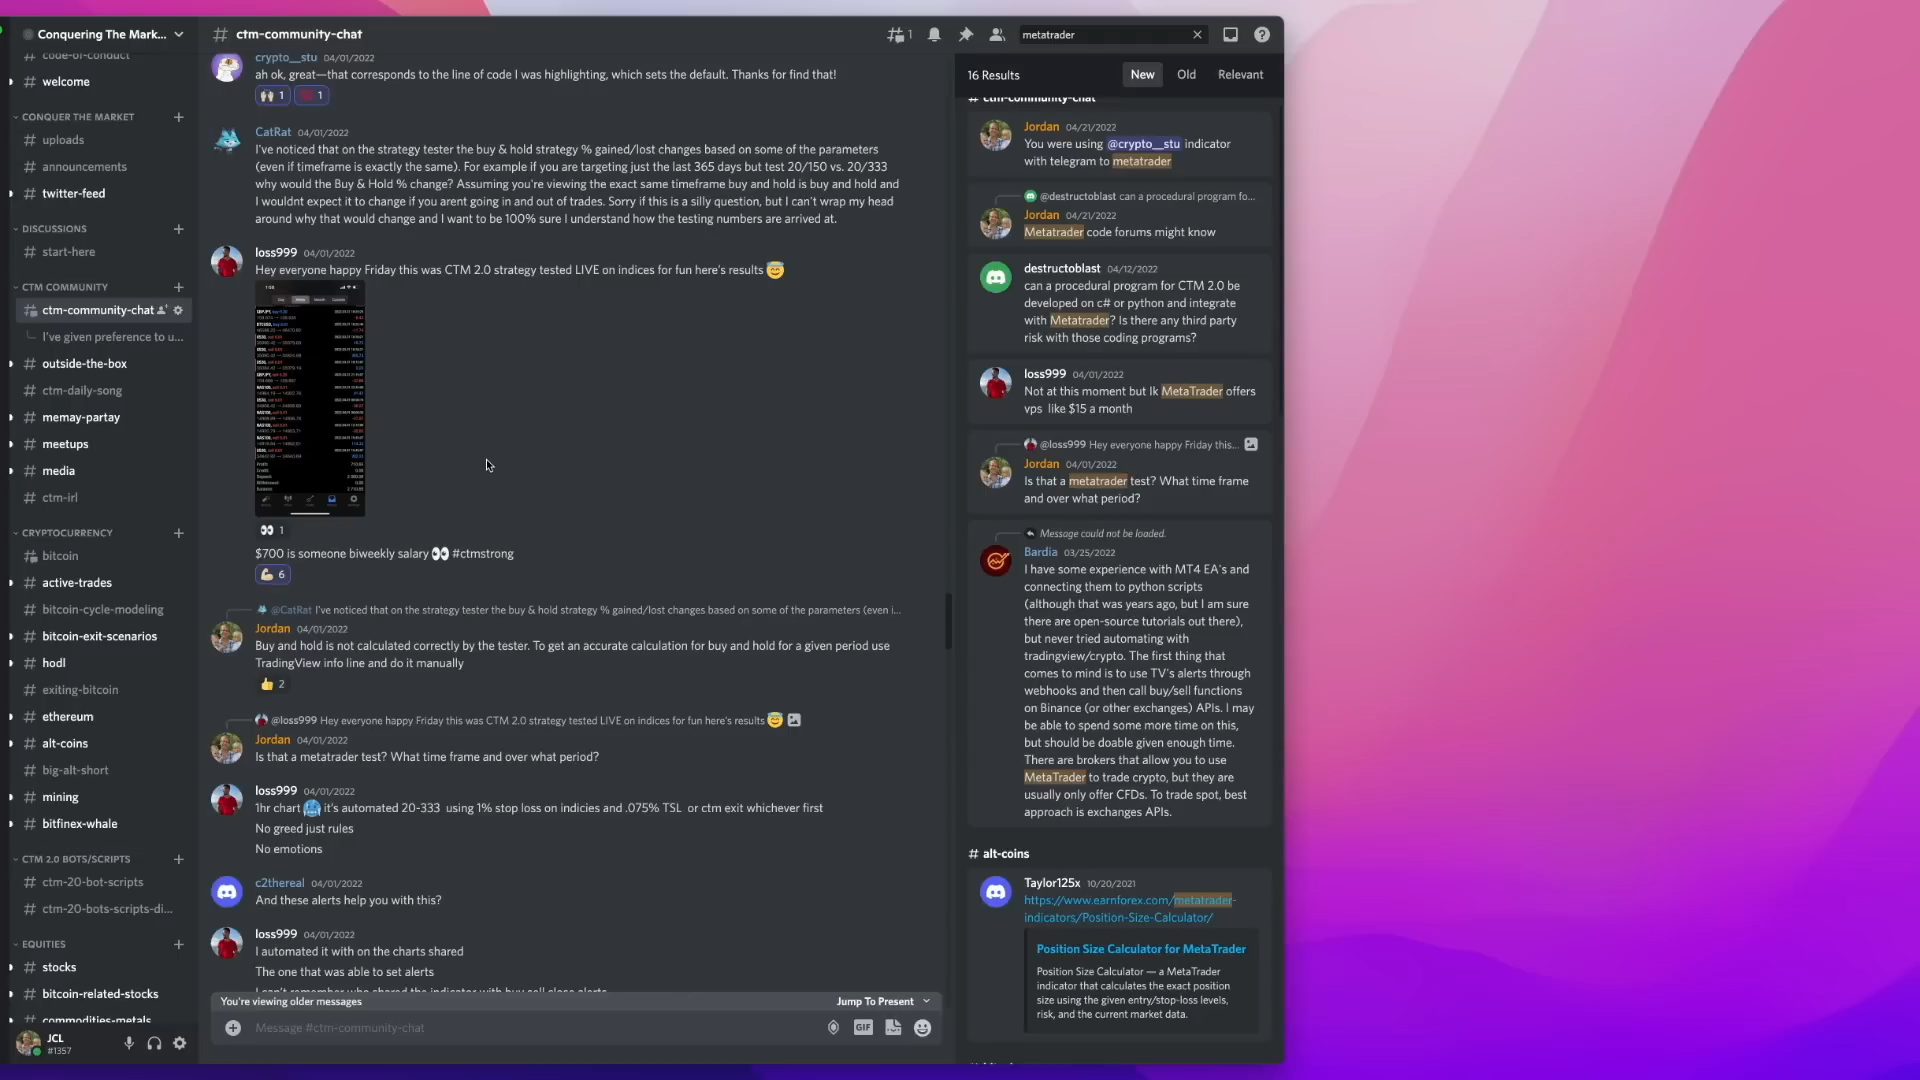 Conquering The Mark...
code-of-conduct
# welcome
CONQUER THE MARKET
# uploads
# announcements
# twitter-feed
DISCUSSIONS
# start-here
CTM COMMUNITY
ctm-community-chat
I've given preference to u...
# outside-the-box
# ctm-daily-song
# memay-partay
# meetups
# media
# ctm-irl
CRYPTOCURRENCY
bitcoin
# active-trades
# bitcoin-cycle-modeling
# bitcoin-exit-scenarios
# hodl
# exiting-bitcoin
# ethereum
# alt-coins
# big-alt-short
# mining
# bitfinex-whale
CTM 2.0 BOTS/SCRIPTS
# ctm-20-bot-scripts
# ctm-20-bots-scripts-di...
EQUITIES
# stocks
# bitcoin-related-stocks
# commodities-metals
JCL
#1357
# ctm-community-chat
1
metatrader
crypto__stu 04/01/2022
ah ok, great—that corresponds to the line of code I was highlighting, which sets the default. Thanks for find that!
1 1
CatRat 04/01/2022
I've noticed that on the strategy tester the buy & hold strategy % gained/lost changes based on some of the parameters
(even if timeframe is exactly the same). For example if you are targeting just the last 365 days but test 20/150 vs. 20/333
why would the Buy & Hold % change? Assuming you're viewing the exact same timeframe buy and hold is buy and hold and
I wouldnt expect it to change if you arent going in and out of trades. Sorry if this is a silly question, but I can't wrap my head
around why that would change and I want to be 100% sure I understand how the testing numbers are arrived at.
loss999 04/01/2022
Hey everyone happy Friday this was CTM 2.0 strategy tested LIVE on indices for fun here's results 😇
👀 1
$700 is someone biweekly salary 👀 #ctmstrong
💪 6
@CatRat I've noticed that on the strategy tester the buy & hold strategy % gained/lost changes based on some of the parameters (even i...
Jordan 04/01/2022
Buy and hold is not calculated correctly by the tester. To get an accurate calculation for buy and hold for a given period use
TradingView info line and do it manually
👍 2
@loss999 Hey everyone happy Friday this was CTM 2.0 strategy tested LIVE on indices for fun here's results 😇
Jordan 04/01/2022
Is that a metatrader test? What time frame and over what period?
loss999 04/01/2022
1hr chart 🥶 it's automated 20-333 using 1% stop loss on indicies and .075% TSL or ctm exit whichever first
No greed just rules
No emotions
c2thereal 04/01/2022
And these alerts help you with this?
loss999 04/01/2022
I automated it with on the charts shared
The one that was able to set alerts
I can't remember who shared the indicator with buy sell close alerts
You're viewing older messages
Jump To Present
Message #ctm-community-chat
GIF
16 Results
New
Old
Relevant
# ctm-community-chat
Jordan 04/21/2022
You were using @crypto__stu indicator
with telegram to metatrader
@destructoblast can a procedural program fo...
Jordan 04/21/2022
Metatrader code forums might know
destructoblast 04/12/2022
can a procedural program for CTM 2.0 be
developed on c# or python and integrate
with Metatrader? Is there any third party
risk with those coding programs?
loss999 04/01/2022
Not at this moment but Ik MetaTrader offers
vps like $15 a month
@loss999 Hey everyone happy Friday this...
Jordan 04/01/2022
Is that a metatrader test? What time frame
and over what period?
Message could not be loaded.
Bardia 03/25/2022
I have some experience with MT4 EA's and
connecting them to python scripts
(although that was years ago, but I am sure
there are open-source tutorials out there),
but never tried automating with
tradingview/crypto. The first thing that
comes to mind is to use TV's alerts through
webhooks and then call buy/sell functions
on Binance (or other exchanges) APIs. I may
be able to spend some more time on this,
but should be doable given enough time.
There are brokers that allow you to use
MetaTrader to trade crypto, but they are
usually only offer CFDs. To trade spot, best
approach is exchanges APIs.
# alt-coins
Taylor125x 10/20/2021
https://www.earnforex.com/metatrader-
indicators/Position-Size-Calculator/
Position Size Calculator for MetaTrader
Position Size Calculator — a MetaTrader
indicator that calculates the exact position
size using the given entry/stop-loss levels,
risk, and the current market data.